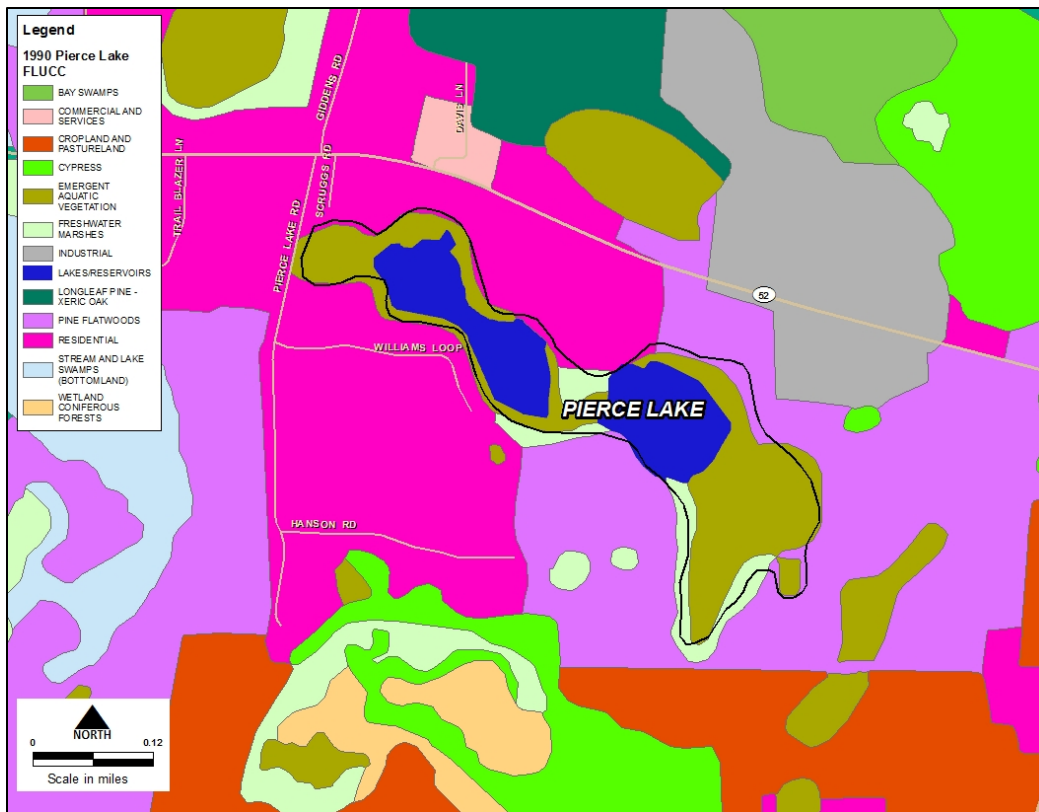 Legend
1990 Pierce Lake
FLUCC
BAY SWAMPS
COMMERCIAL AND
SERVICES
CROPLAND AND
PASTURELAND
CYPRESS
EMERGENT
AQUATIC
VEGETATION
FRESHWATER
MARSHES
INDUSTRIAL
LAKES/RESERVOIRS
LONGLEAF PINE -
XERIC OAK
PINE FLATWOODS
RESIDENTIAL
STREAM AND LAKE
SWAMPS
(BOTTOMLAND)
WETLAND
CONIFEROUS
FORESTS
GIDDENS RD
DAVIE LN
TRAIL BLAZER LN
SCRUGGS RD
PIERCE LAKE RD
52
WILLIAMS LOOP
PIERCE LAKE
HANSON RD
NORTH
0 0.12
Scale in miles